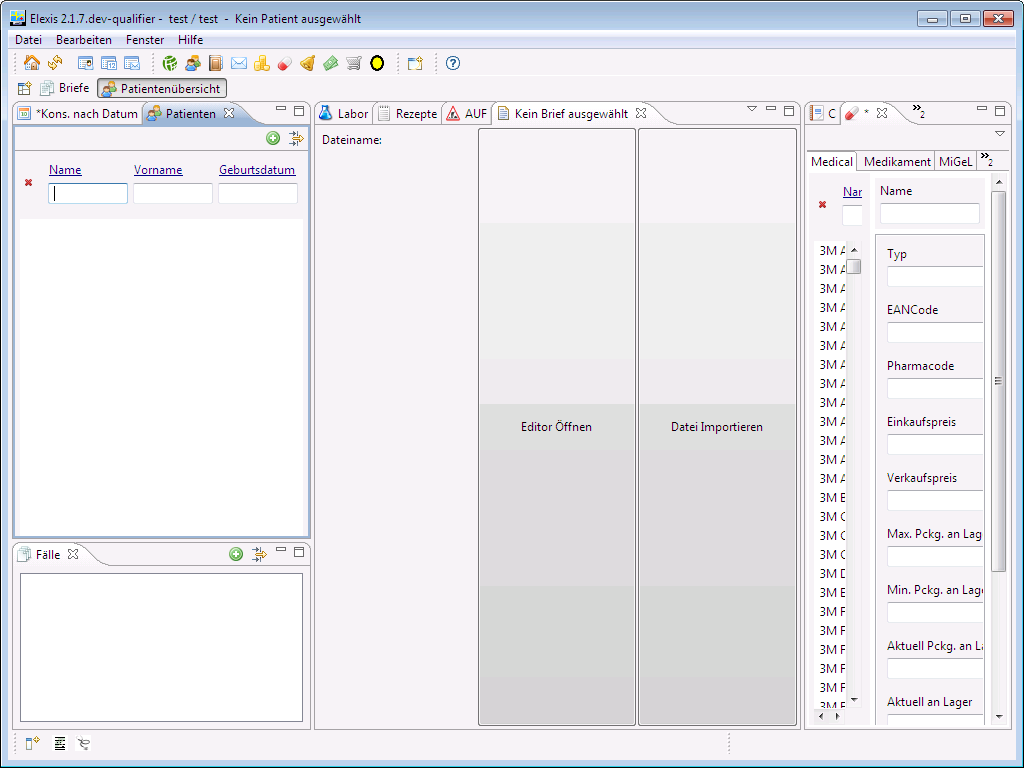 Elexis 2.1.7.dev-qualifier - test / test - Kein Patient ausgewählt
Datei Bearbeiten Fenster Hilfe
Briefe Patientenübersicht
*Kons. nach Datum Patienten
Name Vorname Geburtsdatum
Fälle
Labor Rezepte AUF Kein Brief ausgewählt
Dateiname:
Editor Öffnen
Datei Importieren
C * »2
Medical Medikament MiGeL »2
Nar
3M A
3M A
3M A
3M A
3M A
3M A
3M A
3M A
3M A
3M A
3M A
3M A
3M A
3M E
3M C
3M C
3M C
3M D
3M E
3M F
3M F
3M F
3M F
3M F
3M F
Name
Typ
EANCode
Pharmacode
Einkaufspreis
Verkaufspreis
Max. Pckg. an Lag
Min. Pckg. an Lage
Aktuell Pckg. an La
Aktuell an Lager